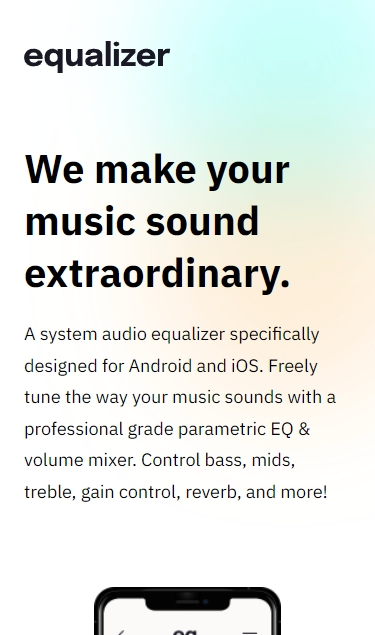 equalizer
We make your
music sound
extraordinary.
A system audio equalizer specifically
designed for Android and iOS. Freely
tune the way your music sounds with a
professional grade parametric EQ &
volume mixer. Control bass, mids,
treble, gain control, reverb, and more!
eq